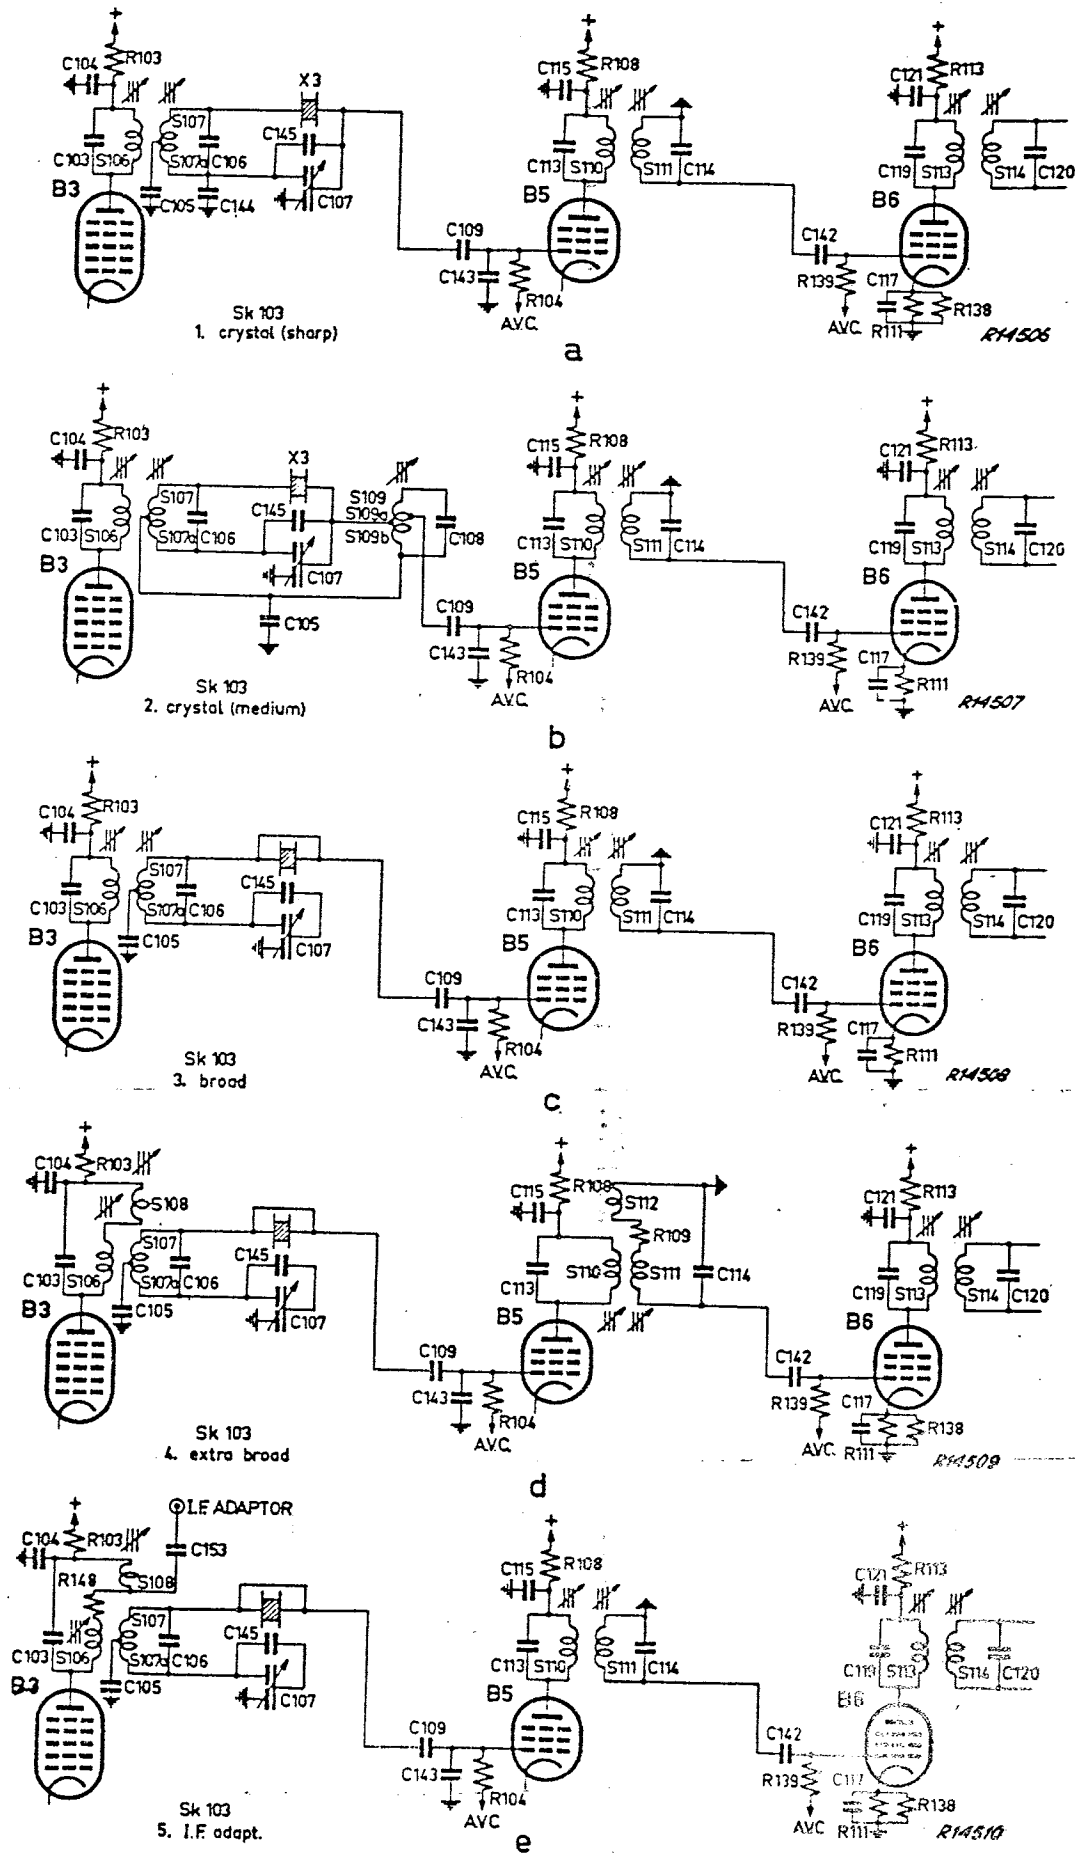 C104
R103
S107
S106
C103
S107a
C106
B3
C105
C144
X3
C145
C107
C109
C143
R104
A.V.C.
C115
R108
C113
S110
S111
C114
B5
C142
R139
AVC
C121
R113
C119
S113
S114
C120
B6
C117
R111
R138
Sk 103
1. crystal (sharp)
R14506
a
C104
R103
S107
S106
C103
S107a
C106
B3
X3
C145
C107
C105
S109
S109a
S109b
C108
C109
C143
R104
A.V.C.
C115
R108
C113
S110
S111
C114
B5
C142
R139
AVC
C121
R113
C119
S113
S114
C120
B6
C117
R111
Sk 103
2. crystal (medium)
R14507
b
C104
R103
S107
S106
C103
S107a
C106
B3
C105
C145
C107
C109
C143
R104
A.V.C.
C115
R108
C113
S110
S111
C114
B5
C142
R139
AVC
C121
R113
C119
S113
S114
C120
B6
C117
R111
Sk 103
3. broad
R14508
c
C104
R103
S108
S107
S106
C103
S107a
C106
B3
C105
C145
C107
C109
C143
R104
A.V.C.
C115
R108
S112
R109
C113
S110
S111
C114
B5
C142
R139
AVC
C121
R113
C119
S113
S114
C120
B6
C117
R111
R138
Sk 103
4. extra broad
R14509
d
I.F. ADAPTOR
C104
R103
C153
S108
R148
S107
S106
C103
S107a
C106
B3
C105
C145
C107
C109
C143
R104
AVC
C115
R108
C113
S110
S111
C114
B5
C142
R139
AVC
C121
R113
C119
S113
S114
C120
B6
C117
R111
R138
Sk 103
5. I.F. adapt.
R14510
e